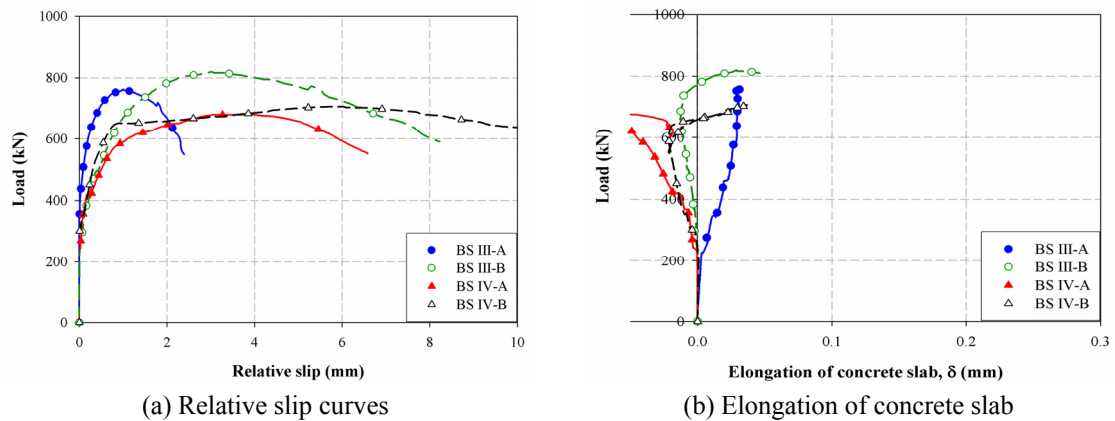 1000
800
600
400
200
0
Load (kN)
0 2 4 6 8 10
Relative slip (mm)
BS III-A
BS III-B
BS IV-A
BS IV-B
(a) Relative slip curves
1000
800
600
400
200
0
Load (kN)
0.0 0.1 0.2 0.3
Elongation of concrete slab, δ (mm)
BS III-A
BS III-B
BS IV-A
BS IV-B
(b) Elongation of concrete slab